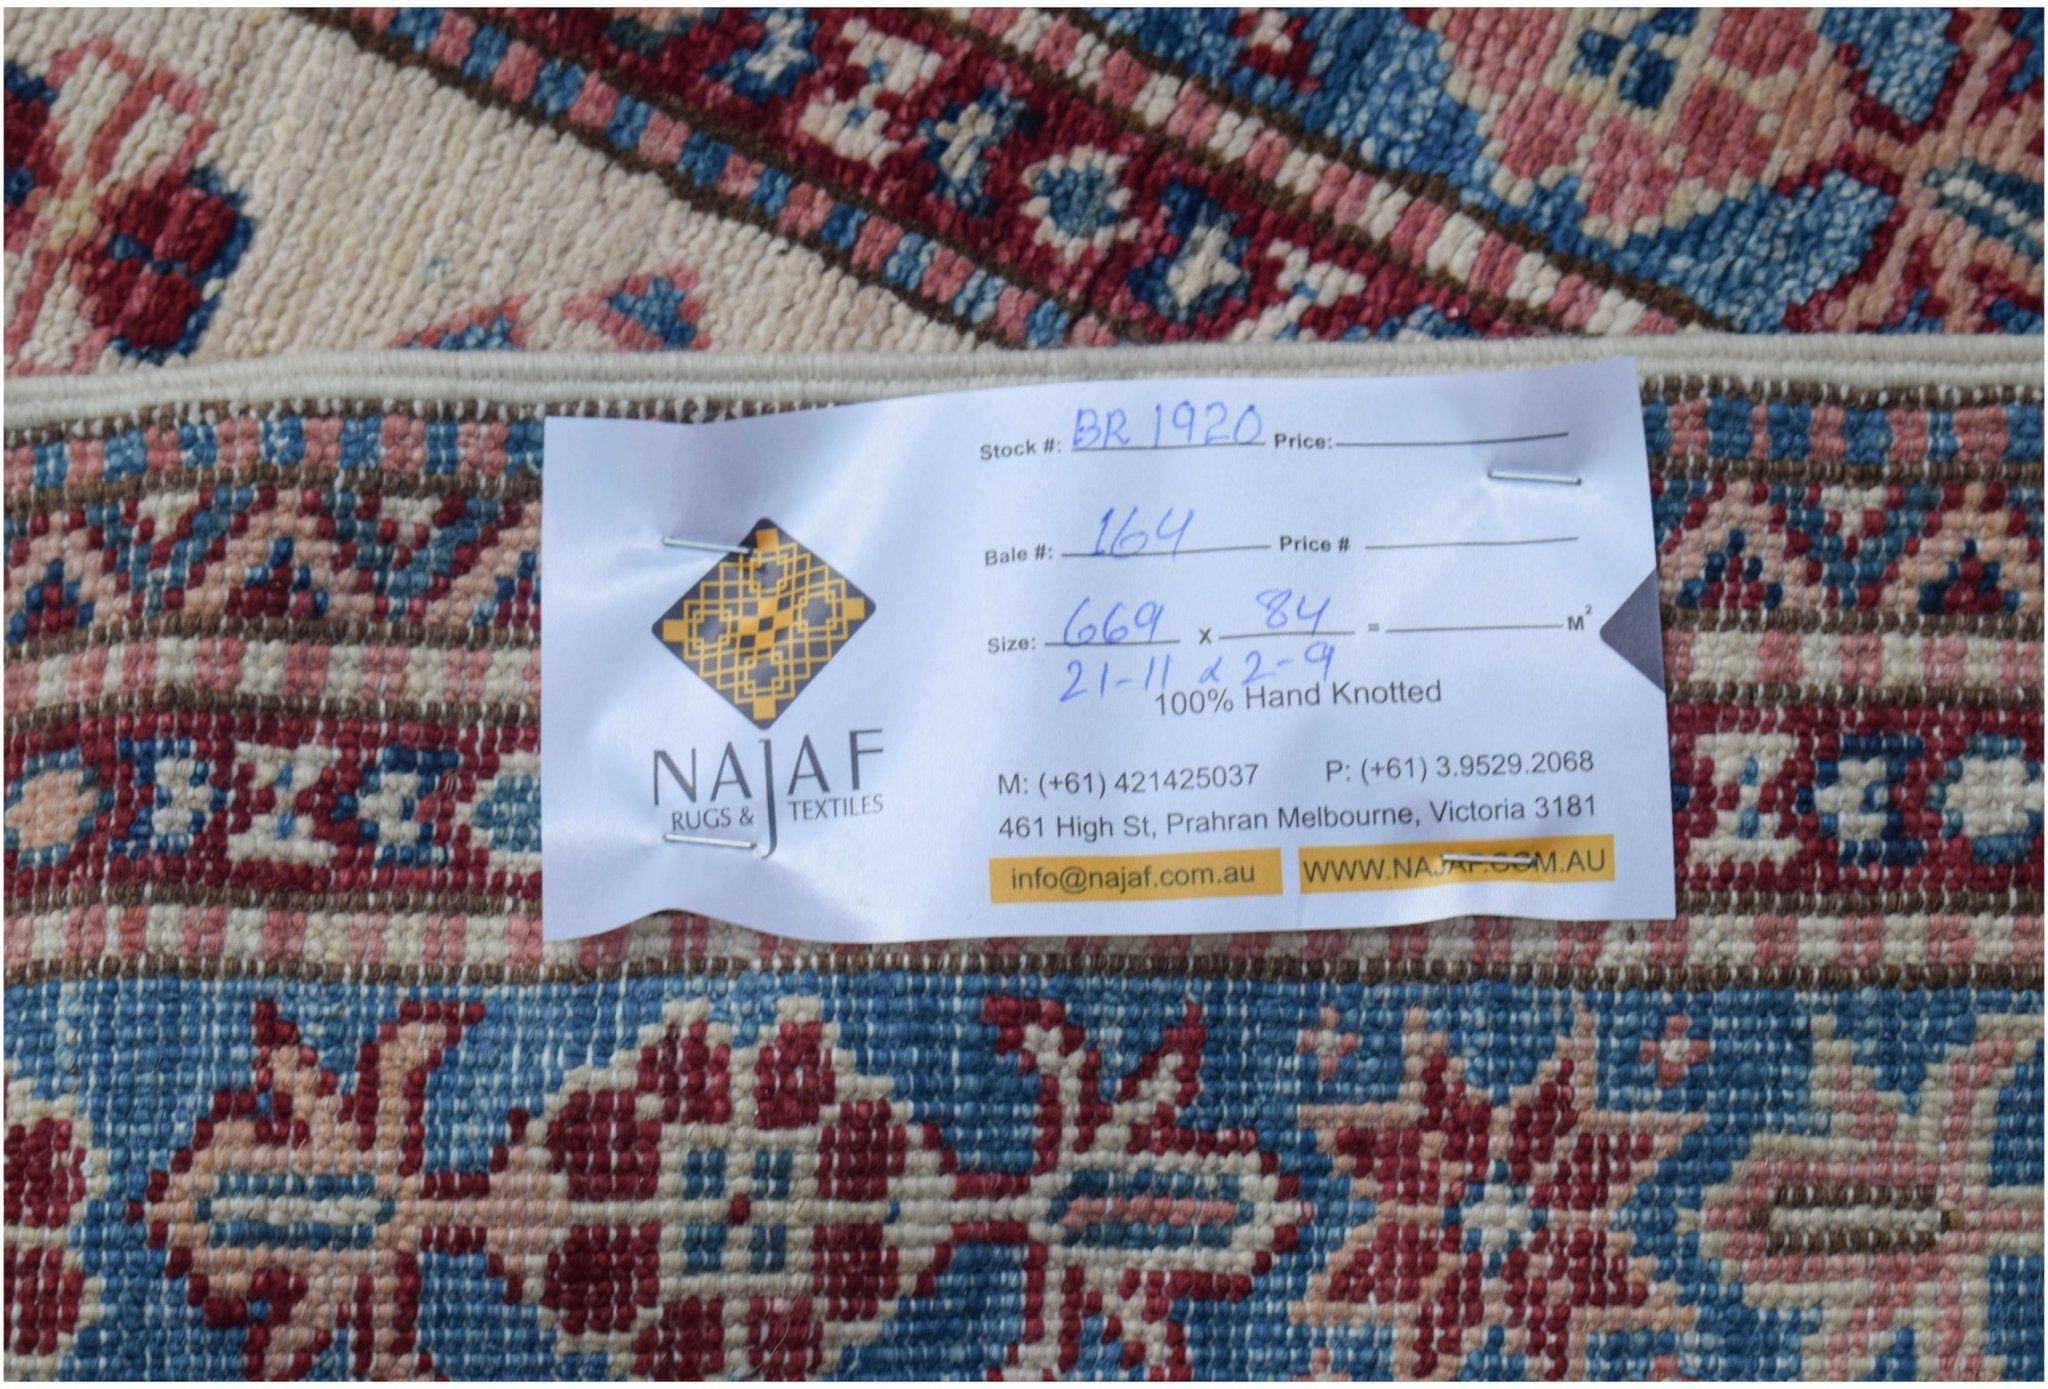 NAJAF
RUGS & TEXTILES
Stock #: BR 1920 Price:
Bale #: 164 Price #
Size: 669 x 84 = M²
21-11 x 2-9
100% Hand Knotted
M: (+61) 421425037 P: (+61) 3.9529.2068
461 High St, Prahran Melbourne, Victoria 3181
info@najaf.com.au WWW.NAJAF.COM.AU